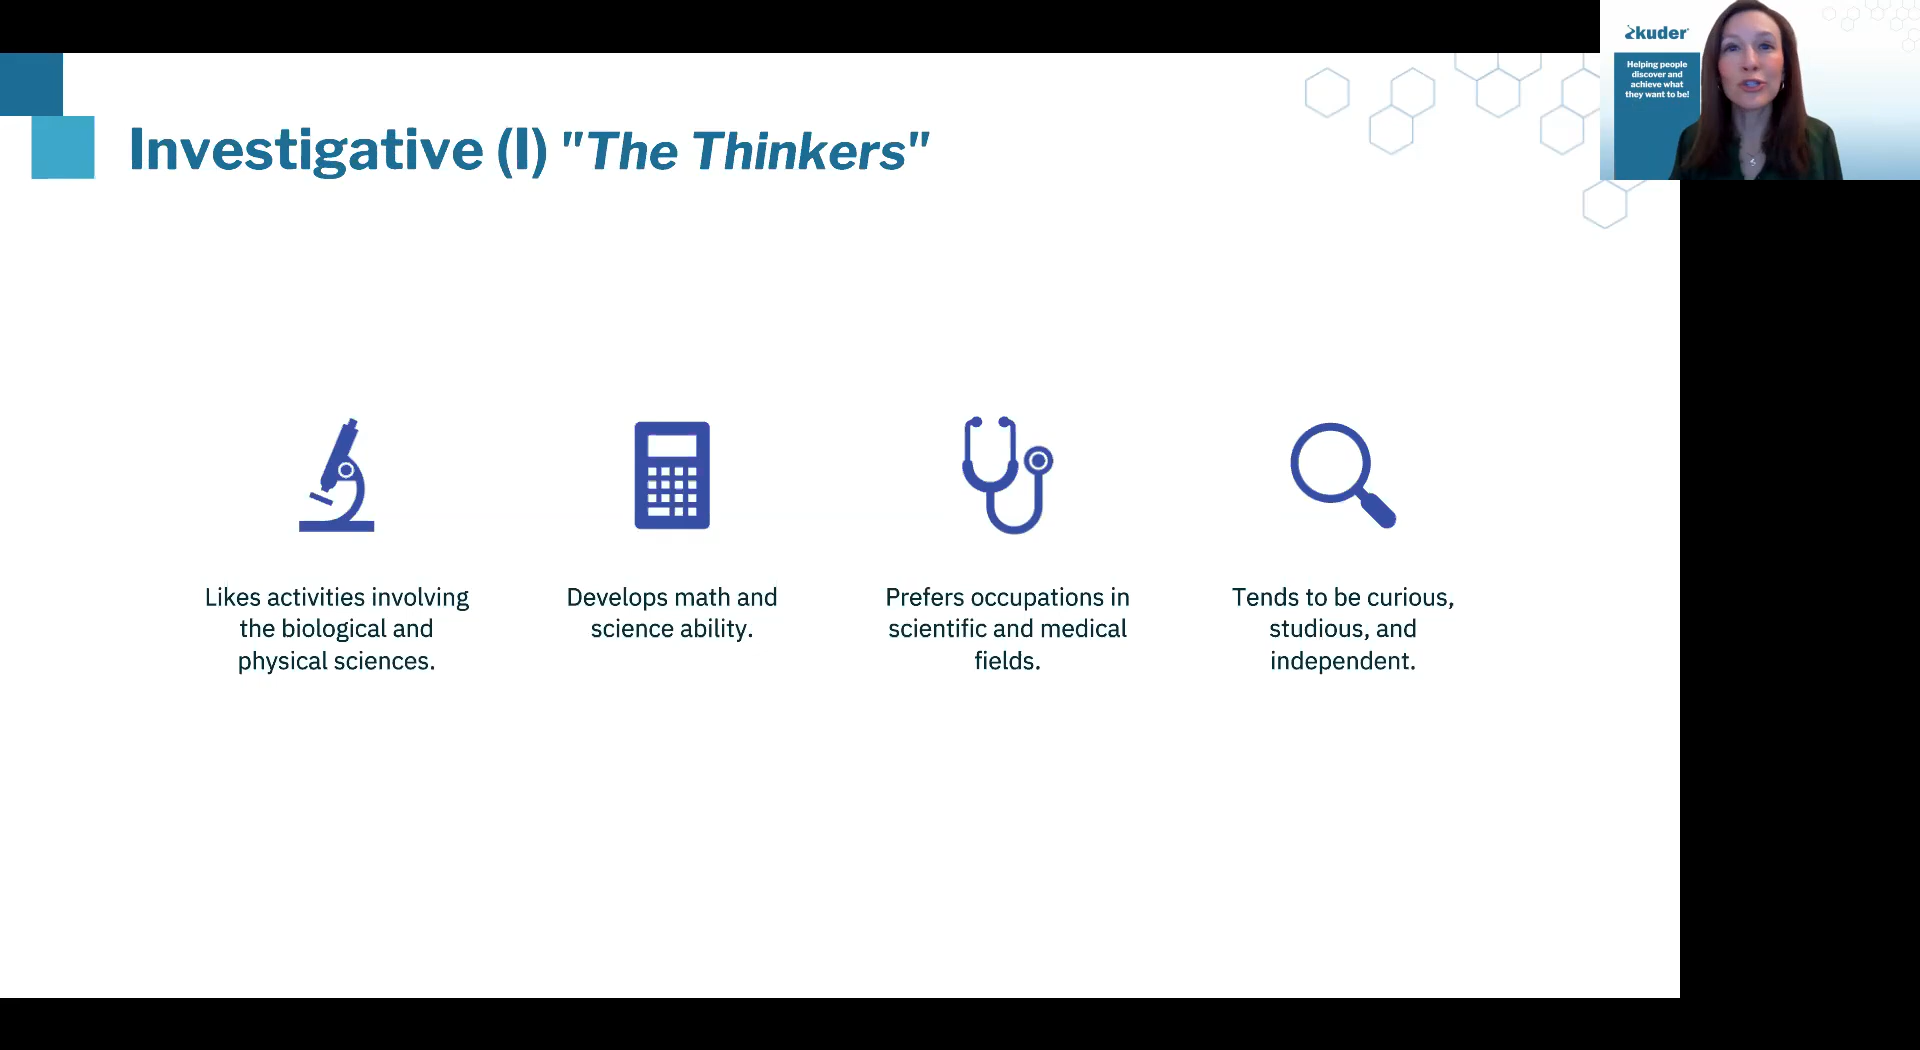 Investigative (I) "The Thinkers"
kuder
Helping people
discover and
achieve what
they want to be!
Likes activities involving
the biological and
physical sciences.
Develops math and
science ability.
Prefers occupations in
scientific and medical
fields.
Tends to be curious,
studious, and
independent.